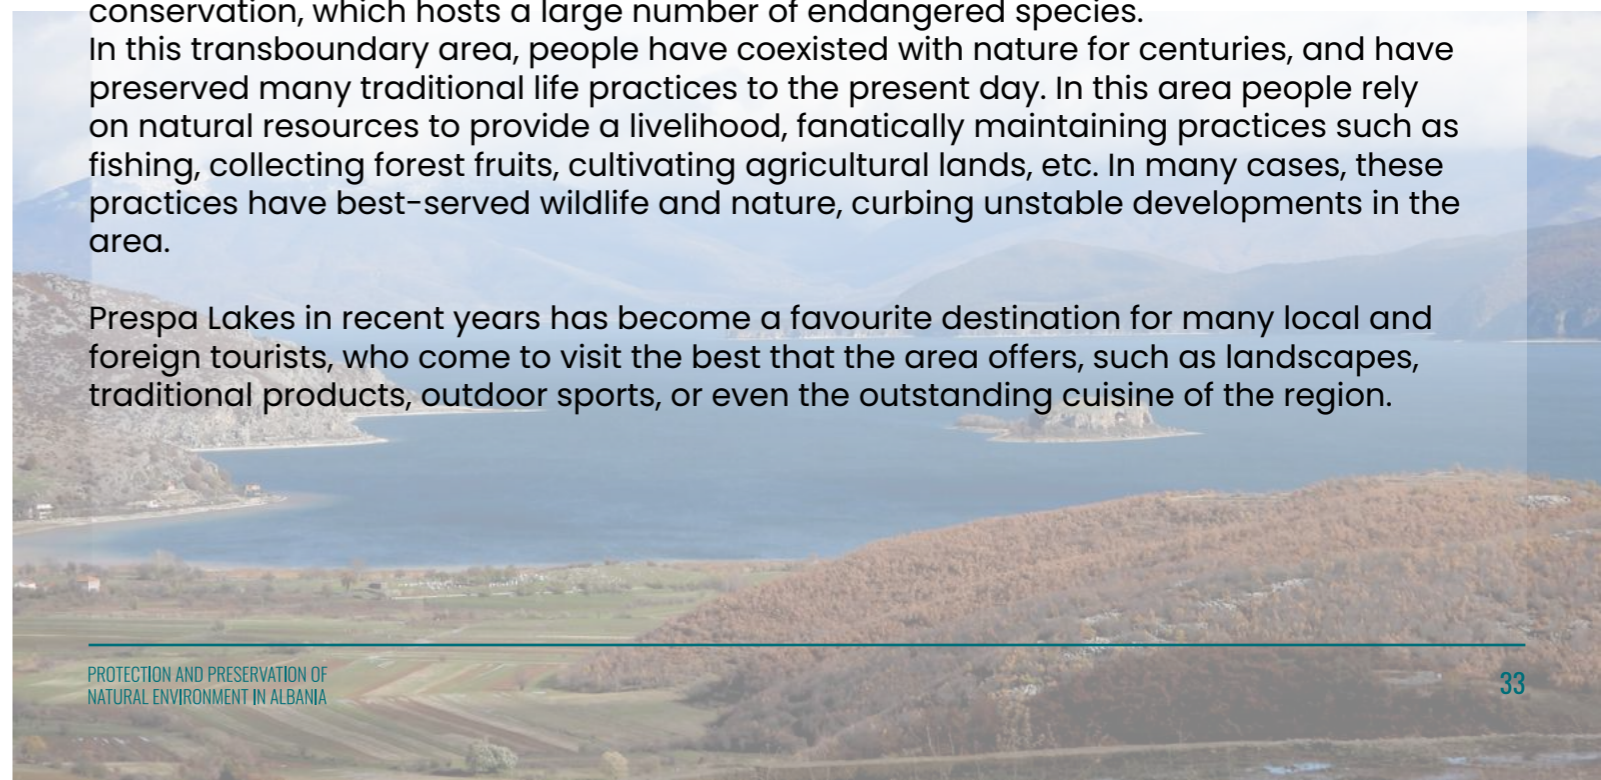 conservation, which hosts a large number of endangered species.
In this transboundary area, people have coexisted with nature for centuries, and have
preserved many traditional life practices to the present day. In this area people rely
on natural resources to provide a livelihood, fanatically maintaining practices such as
fishing, collecting forest fruits, cultivating agricultural lands, etc. In many cases, these
practices have best-served wildlife and nature, curbing unstable developments in the
area.
Prespa Lakes in recent years has become a favourite destination for many local and
foreign tourists, who come to visit the best that the area offers, such as landscapes,
traditional products, outdoor sports, or even the outstanding cuisine of the region.
PROTECTION AND PRESERVATION OF
NATURAL ENVIRONMENT IN ALBANIA
33